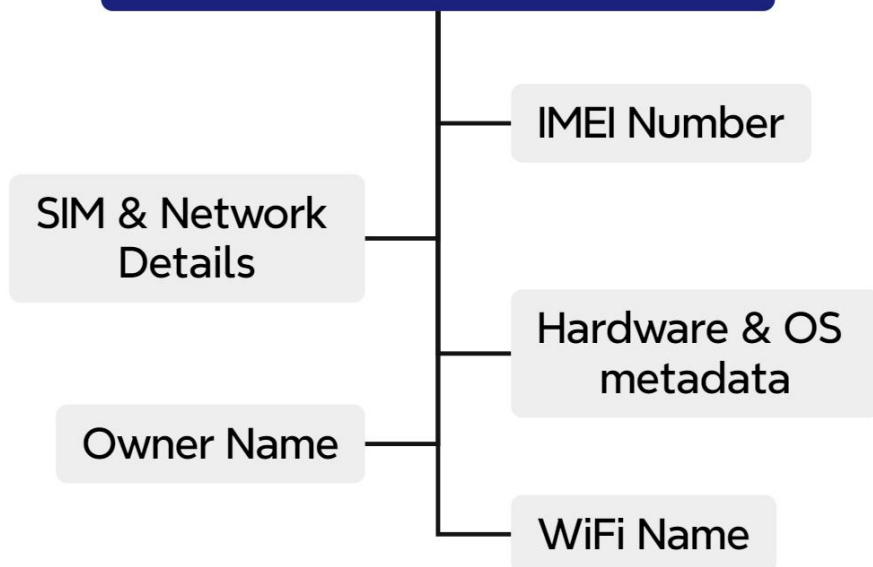 IMEI Number
SIM & Network
Details
Hardware & OS
metadata
Owner Name
WiFi Name